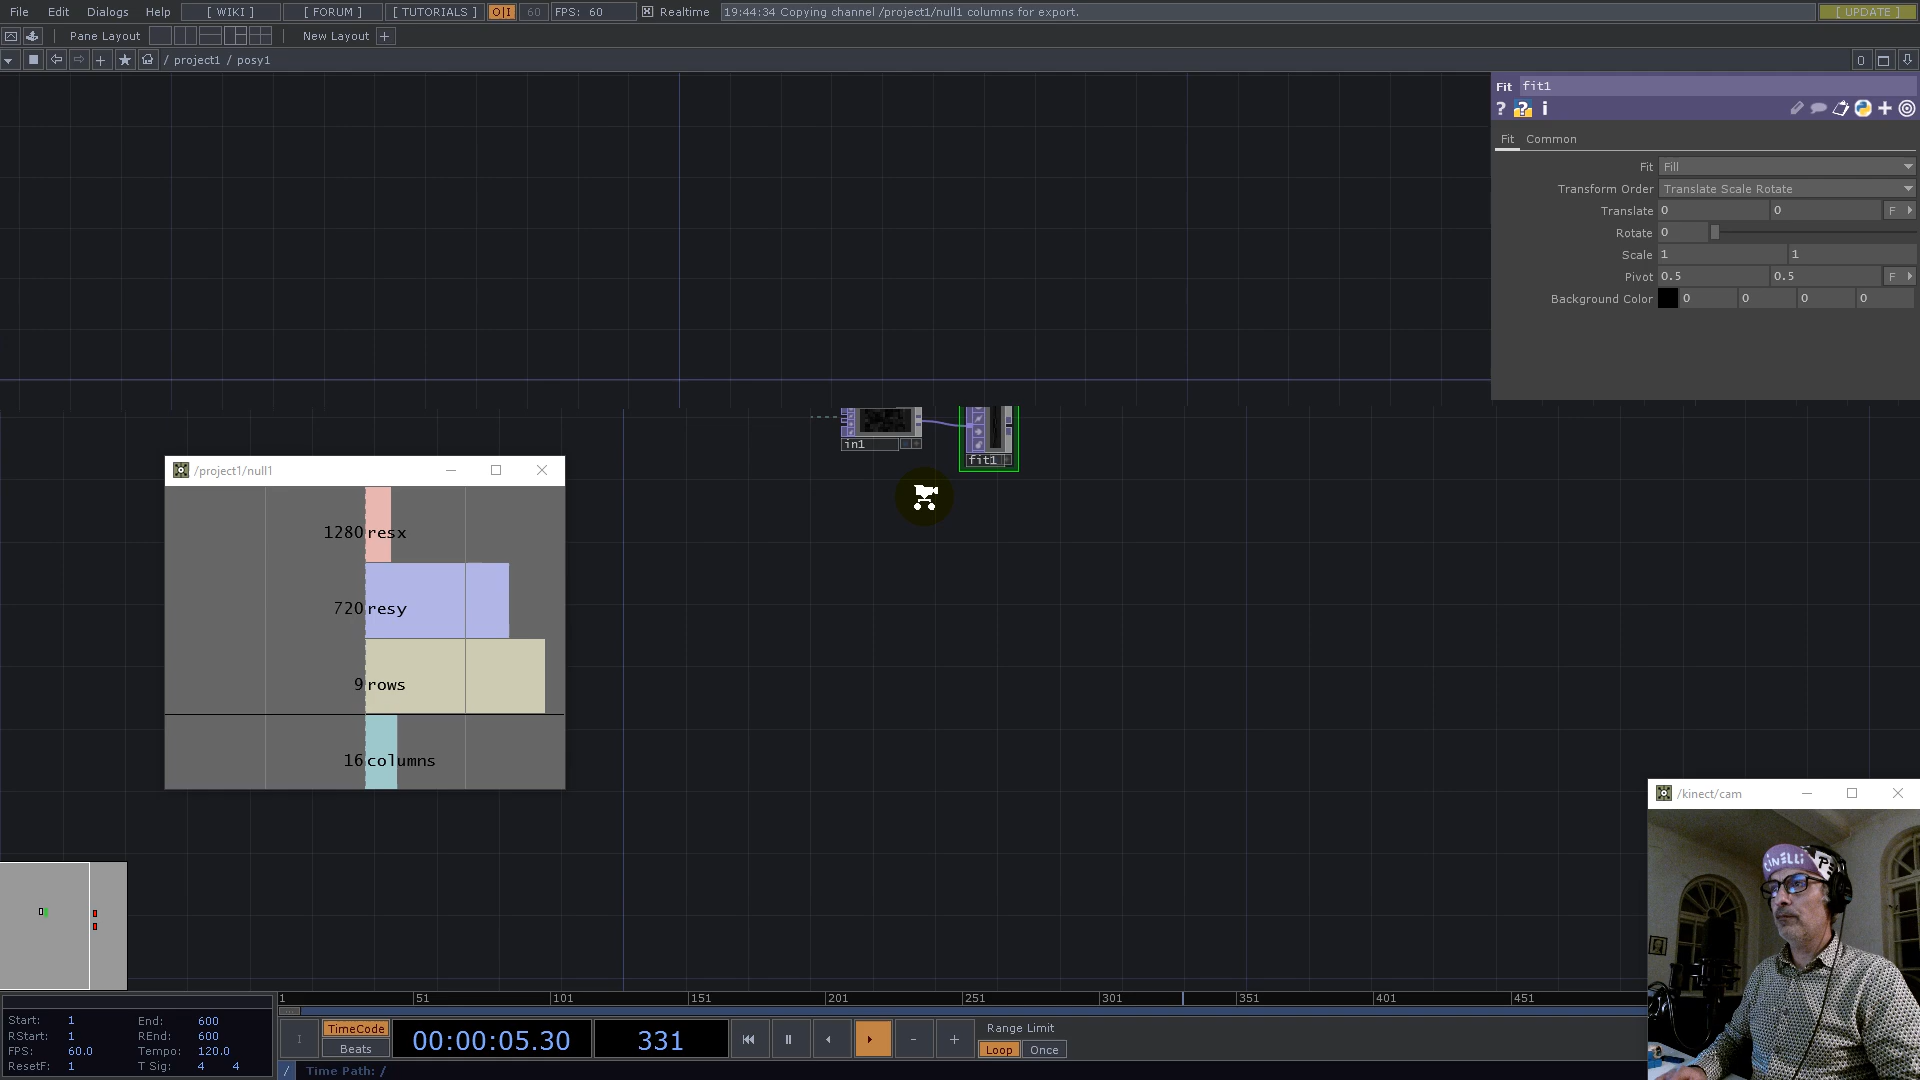 File Edit Dialogs Help [ WIKI ] [ FORUM ] [ TUTORIALS ] O|I 60 FPS: 60 Realtime 19:44:34 Copying channel /project1/null1 columns for export. [ UPDATE ]
Pane Layout New Layout +
/ project1 / posy1 0
Fit fit1
? ? i
Fit Common
Fit Fill
Transform Order Translate Scale Rotate
Translate 0 0 F
Rotate 0
Scale 1 1
Pivot 0.5 0.5 F
Background Color 0 0 0 0
in1
fit1
/project1/null1
1280 resx
720 resy
9 rows
16 columns
/kinect/cam
CINELLI
1 51 101 151 201 251 301 351 401 451
Start: 1 End: 600
RStart: 1 REnd: 600
FPS: 60.0 Tempo: 120.0
ResetF: 1 T Sig: 4 4
I TimeCode Beats 00:00:05.30 331 - +
Range Limit
Loop Once
/ Time Path: /